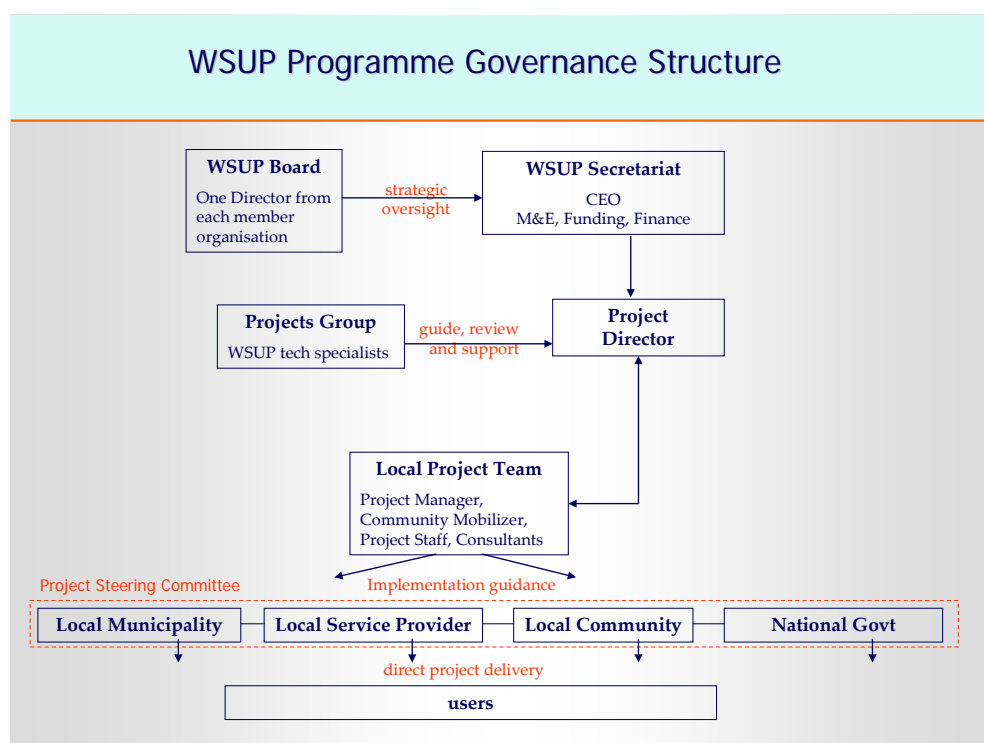 WSUP Programme Governance Structure
WSUP Board
One Director from
each member
organisation
strategic
oversight
WSUP Secretariat
CEO
M&E, Funding, Finance
Projects Group
WSUP tech specialists
guide, review
and support
Project
Director
Local Project Team
Project Manager,
Community Mobilizer,
Project Staff, Consultants
Project Steering Committee
Implementation guidance
Local Municipality
Local Service Provider
Local Community
National Govt
direct project delivery
users